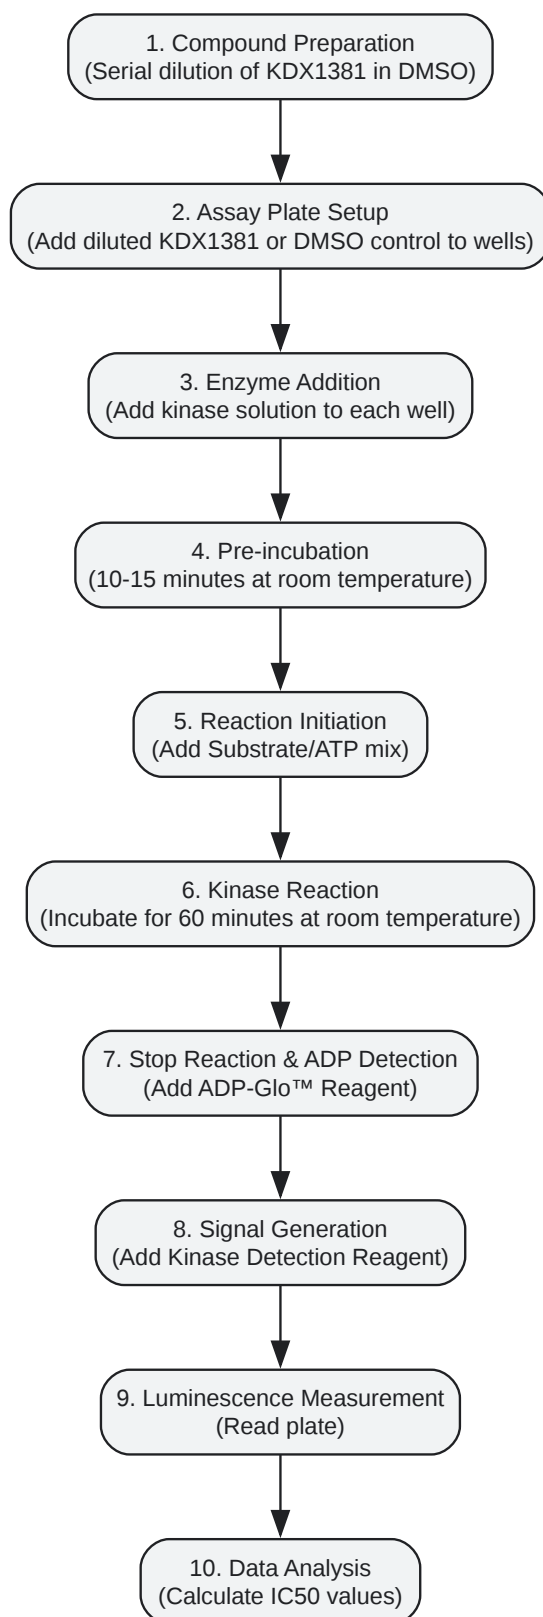 1. Compound Preparation
(Serial dilution of KDX1381 in DMSO)
2. Assay Plate Setup
(Add diluted KDX1381 or DMSO control to wells)
3. Enzyme Addition
(Add kinase solution to each well)
4. Pre-incubation
(10-15 minutes at room temperature)
5. Reaction Initiation
(Add Substrate/ATP mix)
6. Kinase Reaction
(Incubate for 60 minutes at room temperature)
7. Stop Reaction & ADP Detection
(Add ADP-Glo™ Reagent)
8. Signal Generation
(Add Kinase Detection Reagent)
9. Luminescence Measurement
(Read plate)
10. Data Analysis
(Calculate IC50 values)